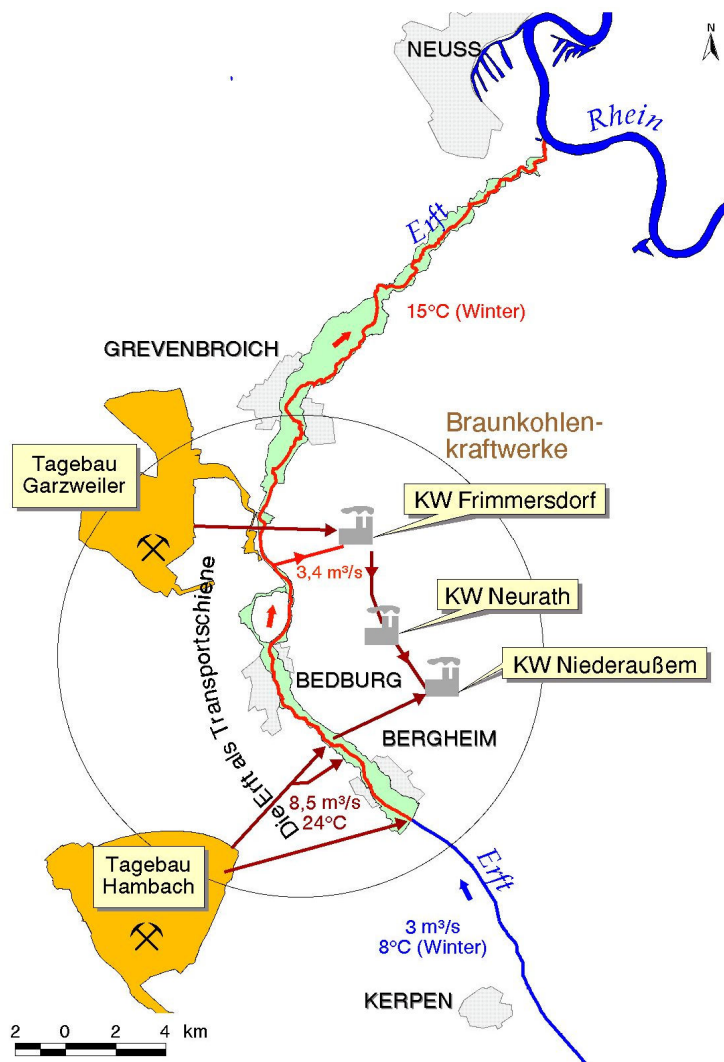 NEUSS
N
Rhein
Erft
15°C (Winter)
GREVENBROICH
Braunkohlen-
kraftwerke
Tagebau
Garzweiler
KW Frimmersdorf
3,4 m³/s
KW Neurath
KW Niederaußem
BEDBURG
BERGHEIM
Die Erft als Transportschiene
8,5 m³/s
24°C
Tagebau
Hambach
Erft
3 m³/s
8°C (Winter)
KERPEN
2 0 2 4 km